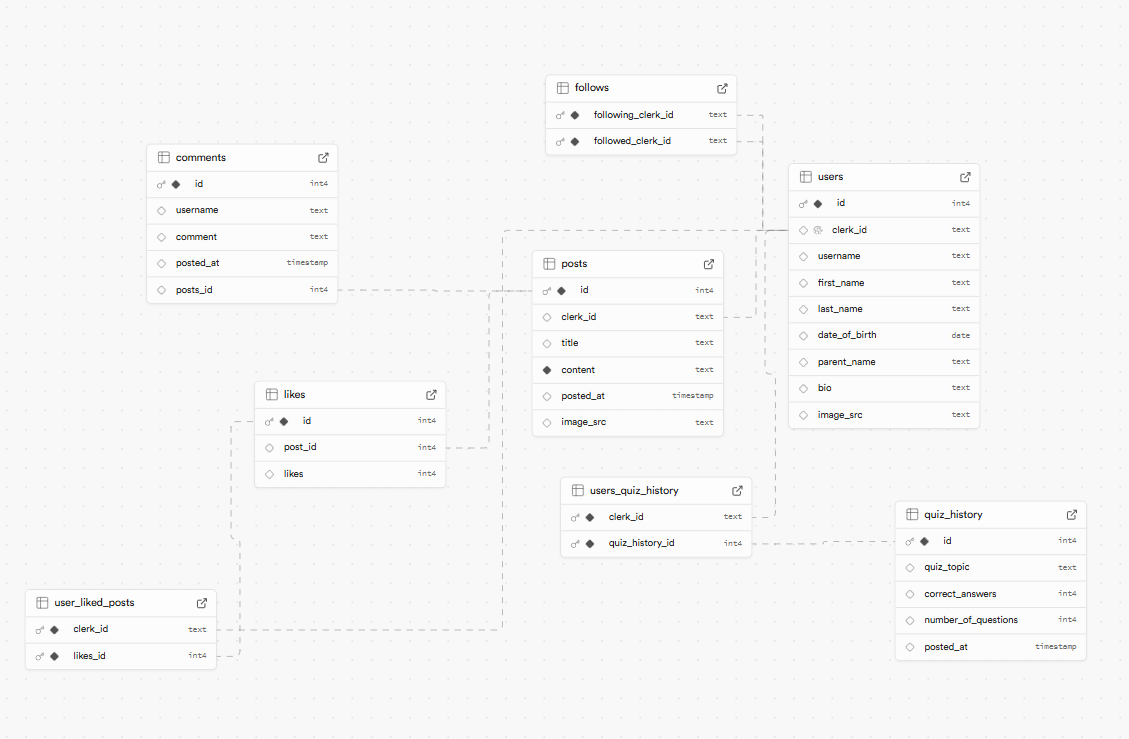 follows
following_clerk_id text
followed_clerk_id text
comments
id int4
username text
comment text
posted_at timestamp
posts_id int4
users
id int4
clerk_id text
username text
first_name text
last_name text
date_of_birth date
parent_name text
bio text
image_src text
posts
id int4
clerk_id text
title text
content text
posted_at timestamp
image_src text
likes
id int4
post_id int4
likes int4
users_quiz_history
clerk_id text
quiz_history_id int4
quiz_history
id int4
quiz_topic text
correct_answers int4
number_of_questions int4
posted_at timestamp
user_liked_posts
clerk_id text
likes_id int4